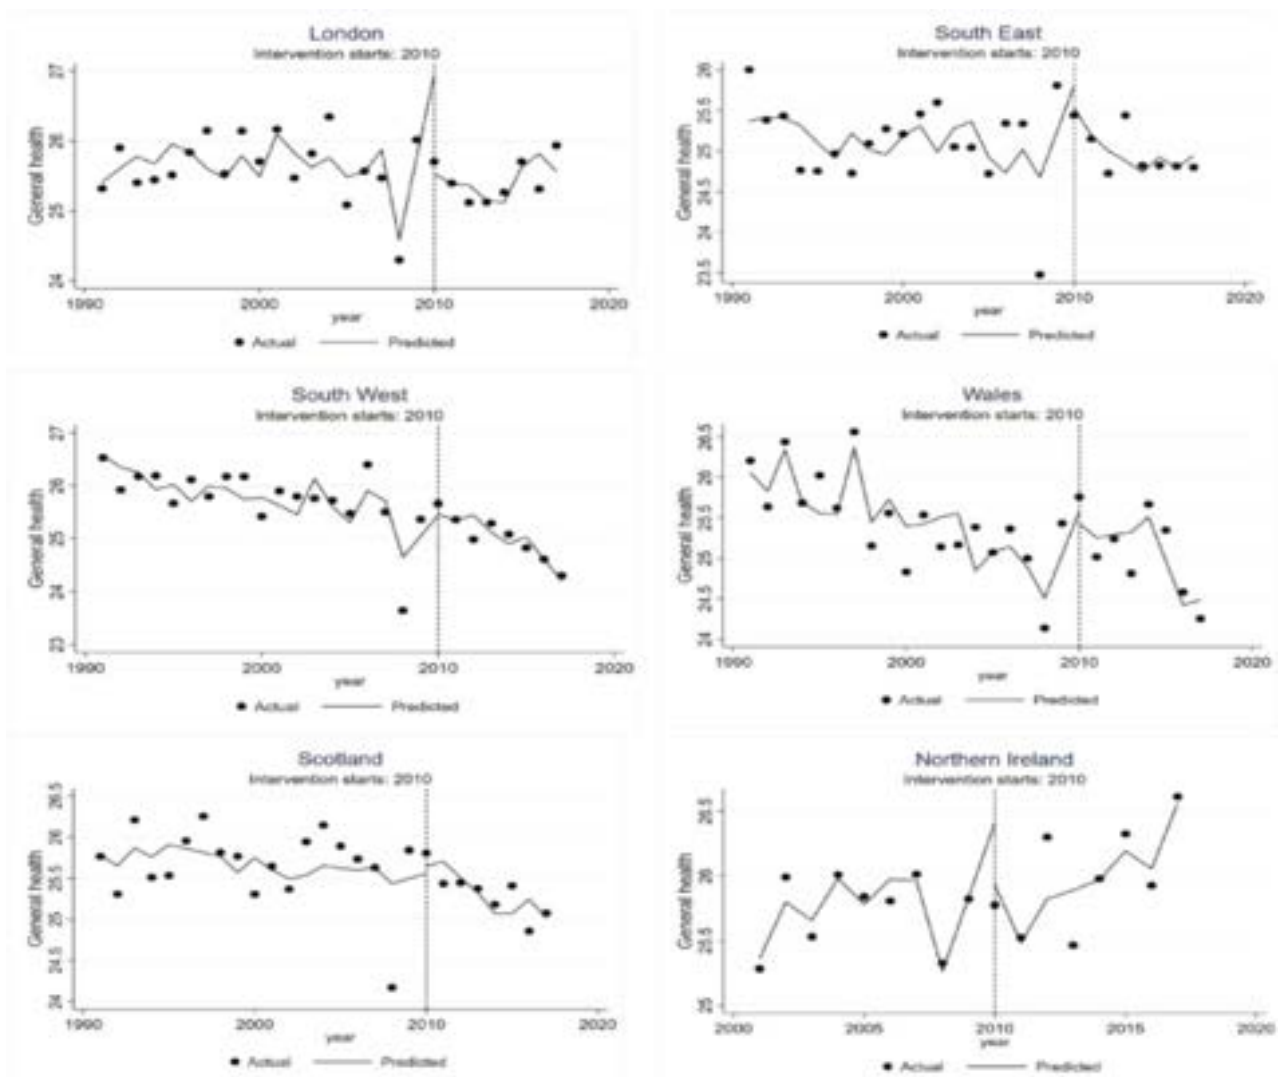 London
Intervention starts: 2010
General health
27
26
25
24
1990 2000 2010 2020
year
Actual Predicted
South East
Intervention starts: 2010
General health
26
25.5
25
24.5
24
23.5
1990 2000 2010 2020
year
Actual Predicted
South West
Intervention starts: 2010
General health
27
26
25
24
23
1990 2000 2010 2020
year
Actual Predicted
Wales
Intervention starts: 2010
General health
26.5
26
25.5
25
24.5
24
1990 2000 2010 2020
year
Actual Predicted
Scotland
Intervention starts: 2010
General health
26.5
26
25.5
25
24.5
24
1990 2000 2010 2020
year
Actual Predicted
Northern Ireland
Intervention starts: 2010
General health
26.5
26
25.5
25
2000 2005 2010 2015 2020
year
Actual Predicted